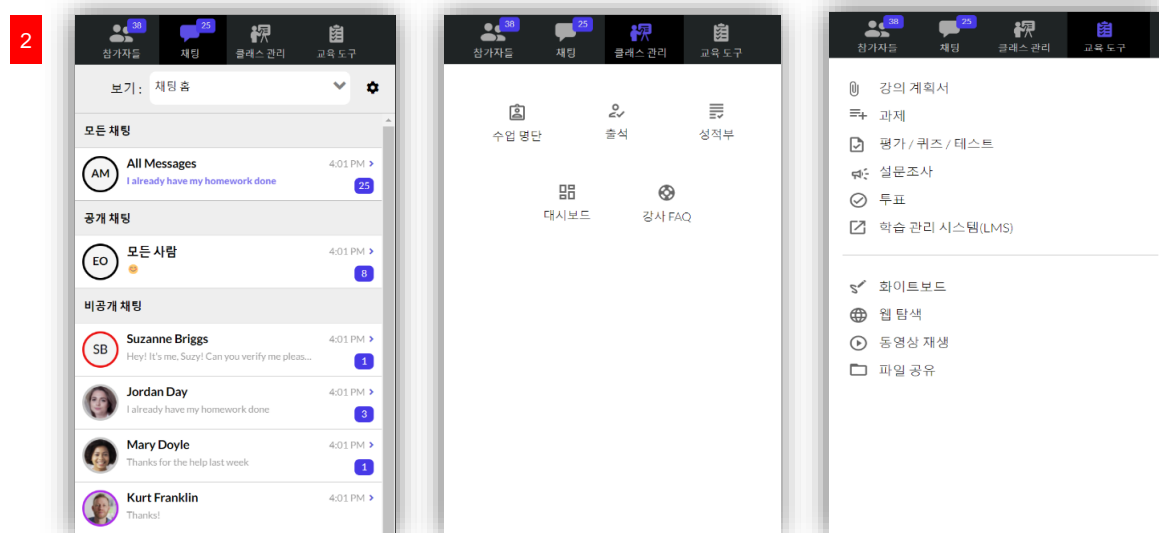 2
38
25
참가자들
채팅
클래스 관리
교육 도구
보기 : 채팅 홈
모든 채팅
AM
All Messages
4:01 PM >
I already have my homework done
25
공개 채팅
EO
모든 사람
4:01 PM >
8
비공개 채팅
SB
Suzanne Briggs
4:01 PM >
Hey! It's me, Suzy! Can you verify me pleas...
1
Jordan Day
4:01 PM >
I already have my homework done
3
Mary Doyle
4:01 PM >
Thanks for the help last week
1
Kurt Franklin
4:01 PM >
Thanks!
38
25
참가자들
채팅
클래스 관리
교육 도구
수업 명단
출석
성적부
대시보드
강사 FAQ
38
25
참가자들
채팅
클래스 관리
교육 도구
강의 계획서
과제
평가 / 퀴즈 / 테스트
설문조사
투표
학습 관리 시스템(LMS)
화이트보드
웹 탐색
동영상 재생
파일 공유